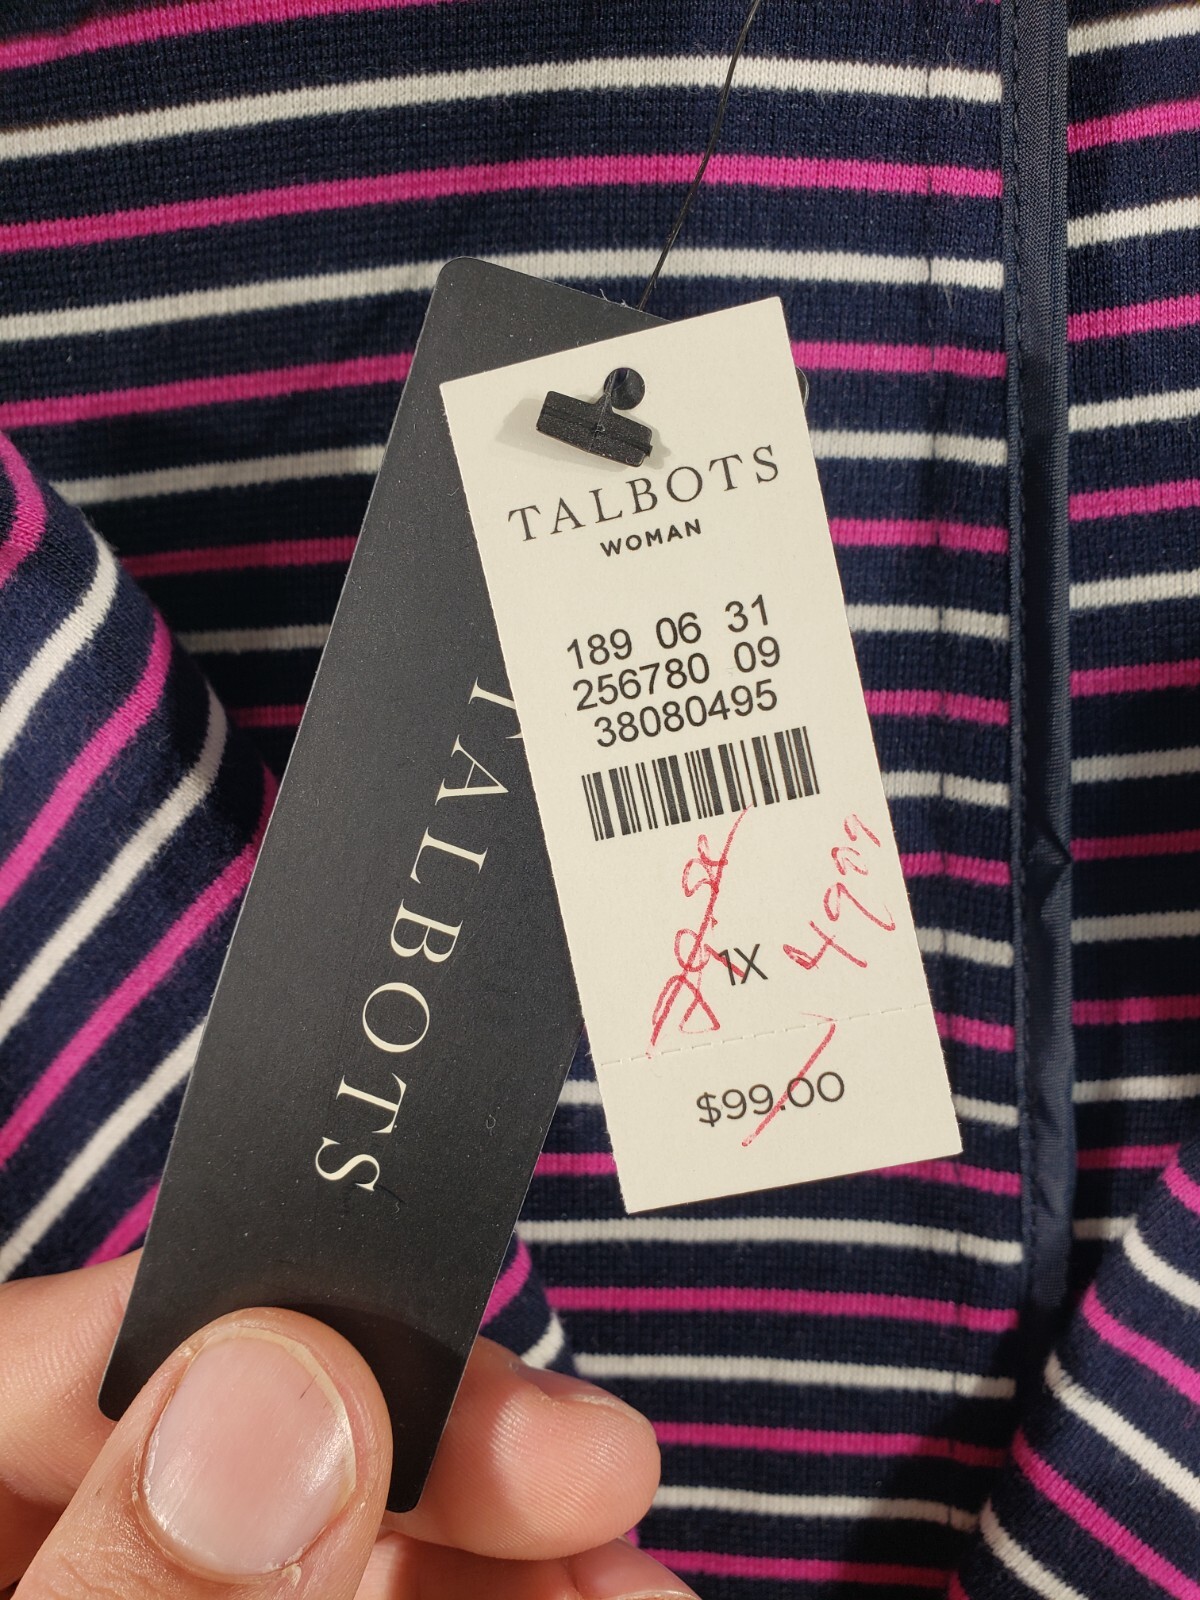 TALBOTS
WOMAN
189 06 31
256780 09
38080495
1X
$99.00
TALBOTS